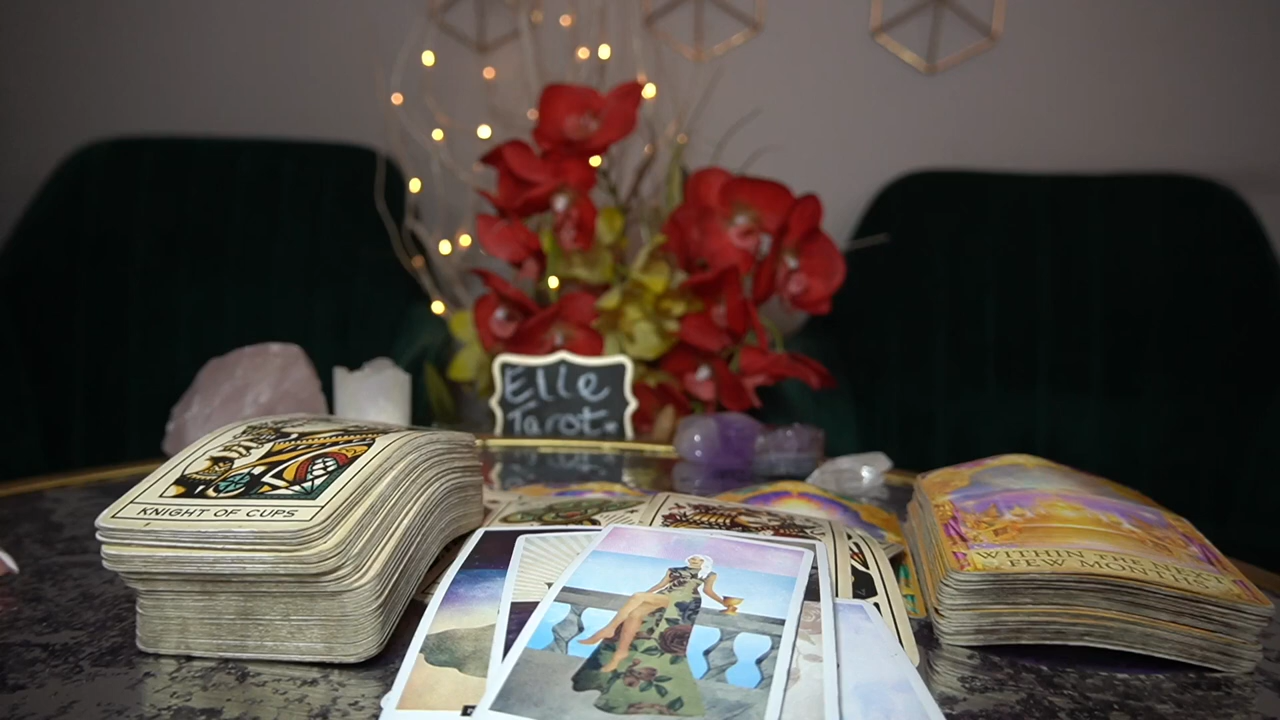 Elle
Tarot.
KNIGHT OF CUPS
WITHIN THE NEXT
FEW MONTHS